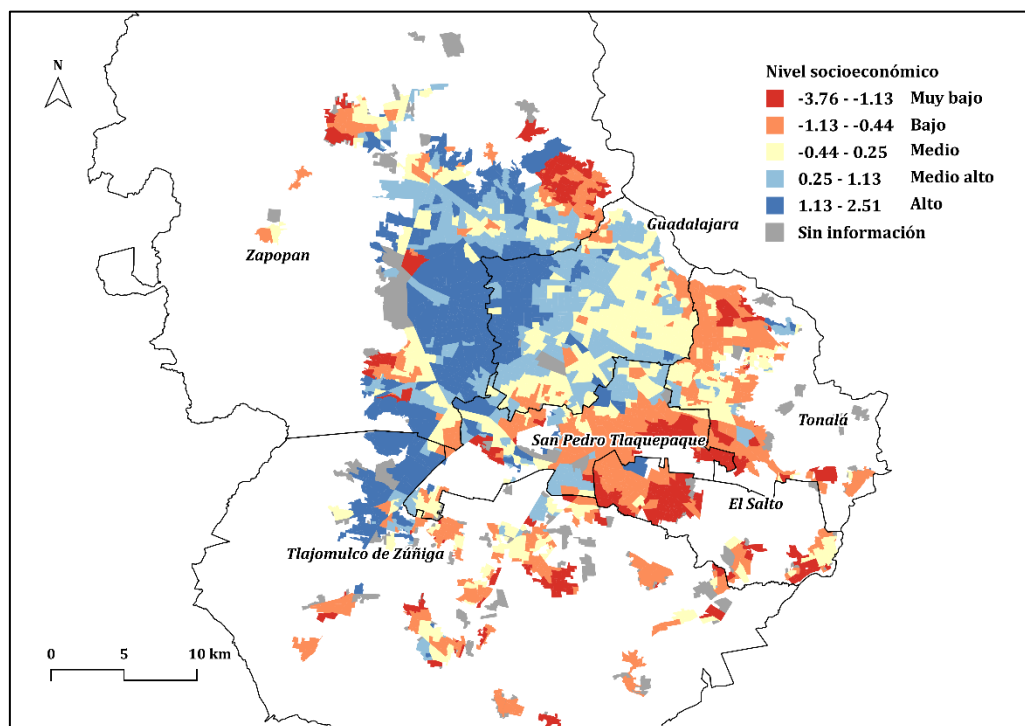 N
Nivel socioeconómico
-3.76 - -1.13 Muy bajo
-1.13 - -0.44 Bajo
-0.44 - 0.25 Medio
0.25 - 1.13 Medio alto
1.13 - 2.51 Alto
Sin información
Guadalajara
Zapopan
Tonalá
San Pedro Tlaquepaque
El Salto
Tlajomulco de Zúñiga
0 5 10 km